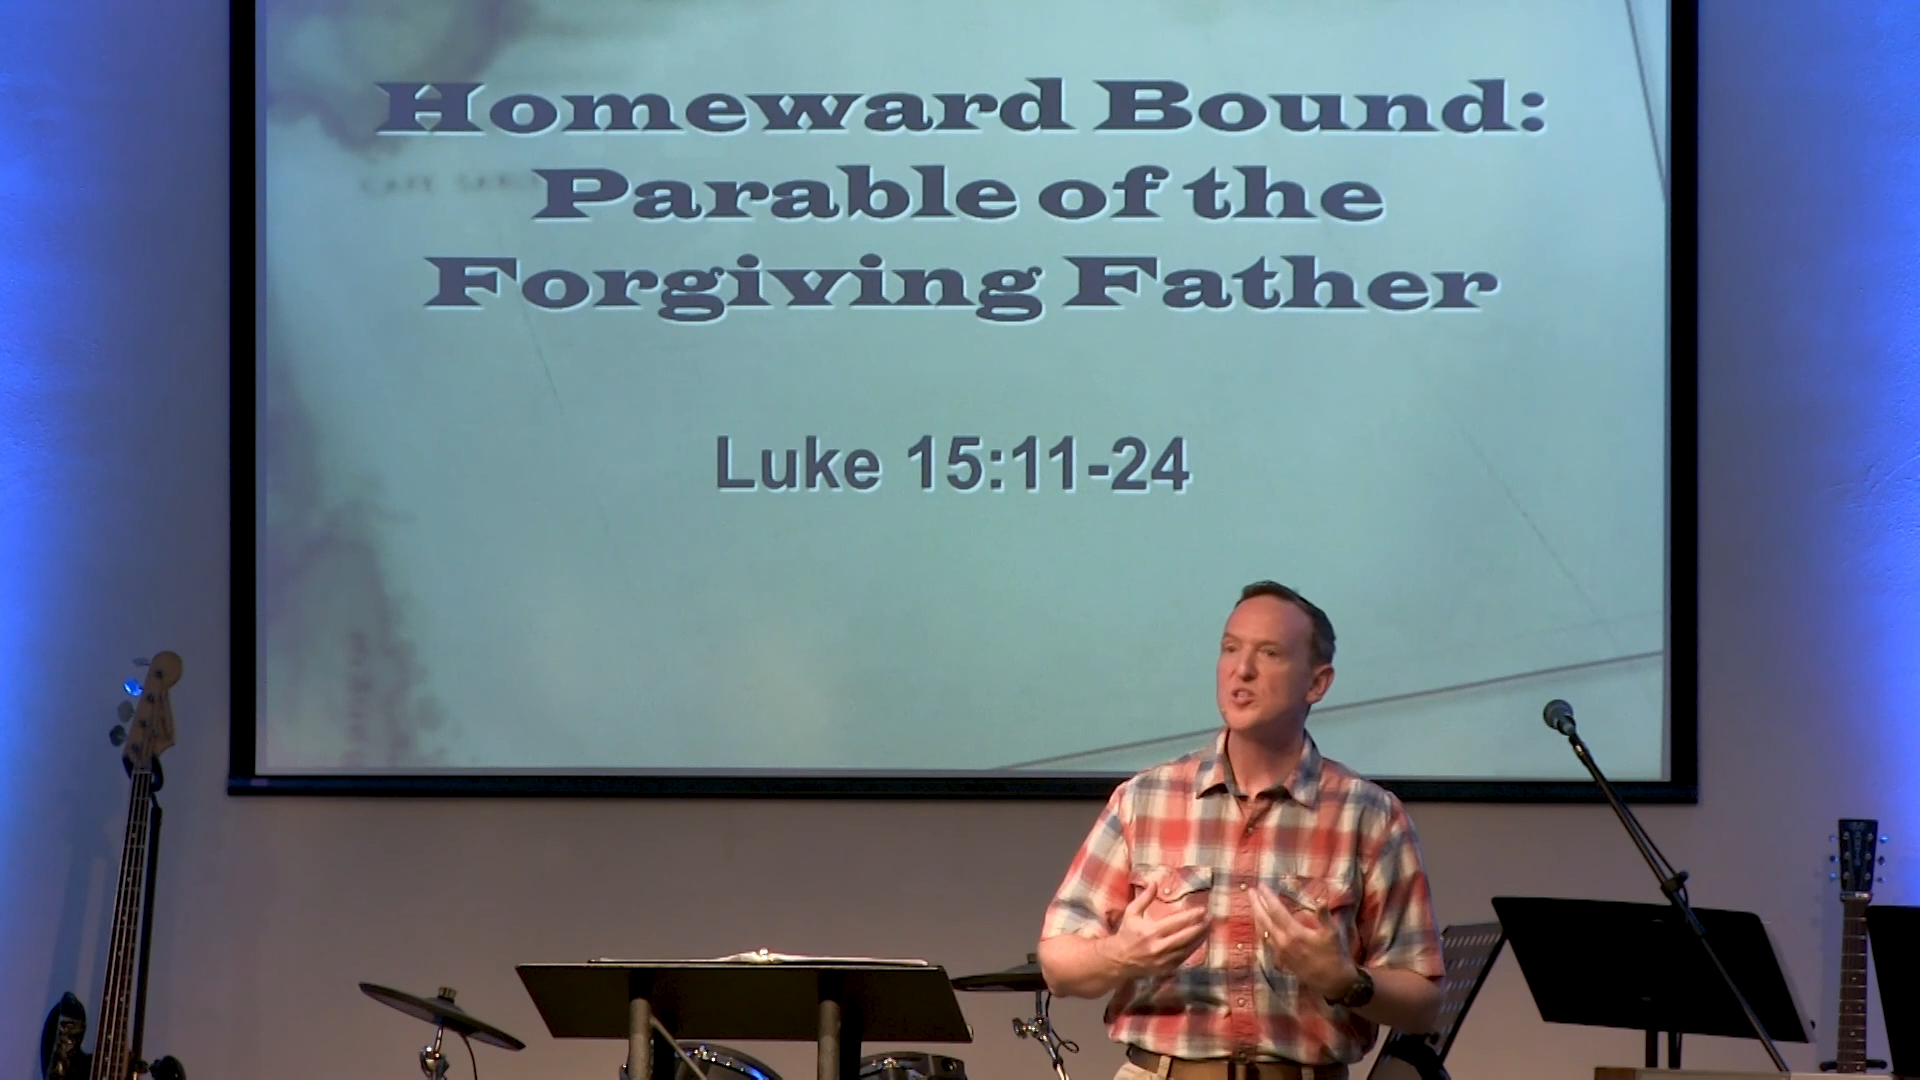 Homeward Bound:
Parable of the
Forgiving Father
Luke 15:11-24